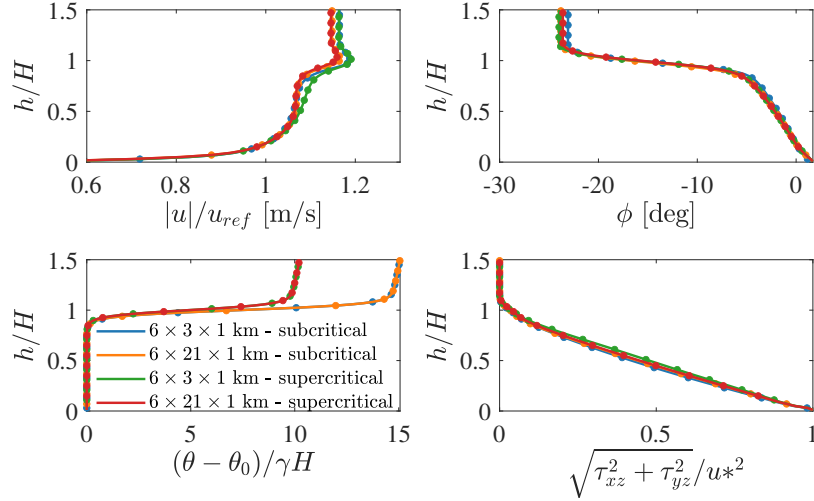 1.5
1
0.5
0
h/H
0.6 0.8 1 1.2
|u|/u_ref [m/s]
1.5
1
0.5
0
h/H
-30 -20 -10 0
ϕ [deg]
1.5
1
0.5
0
h/H
6 × 3 × 1 km - subcritical
6 × 21 × 1 km - subcritical
6 × 3 × 1 km - supercritical
6 × 21 × 1 km - supercritical
0 5 10 15
(θ − θ₀)/γH
1.5
1
0.5
0
h/H
0 0.5 1
√(τ²_xz + τ²_yz)/u*²